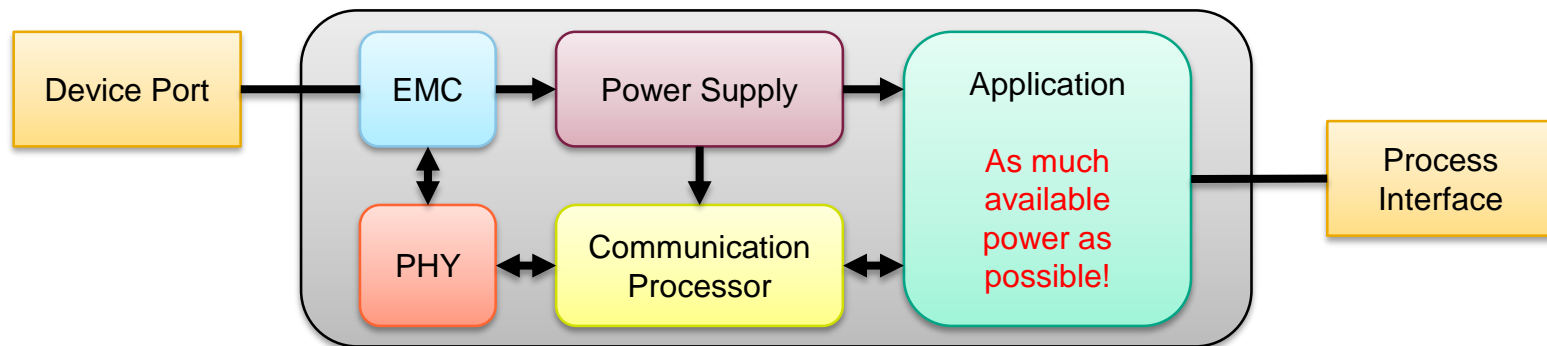 Device Port
EMC
Power Supply
Application
As much
available
power as
possible!
Process
Interface
PHY
Communication
Processor